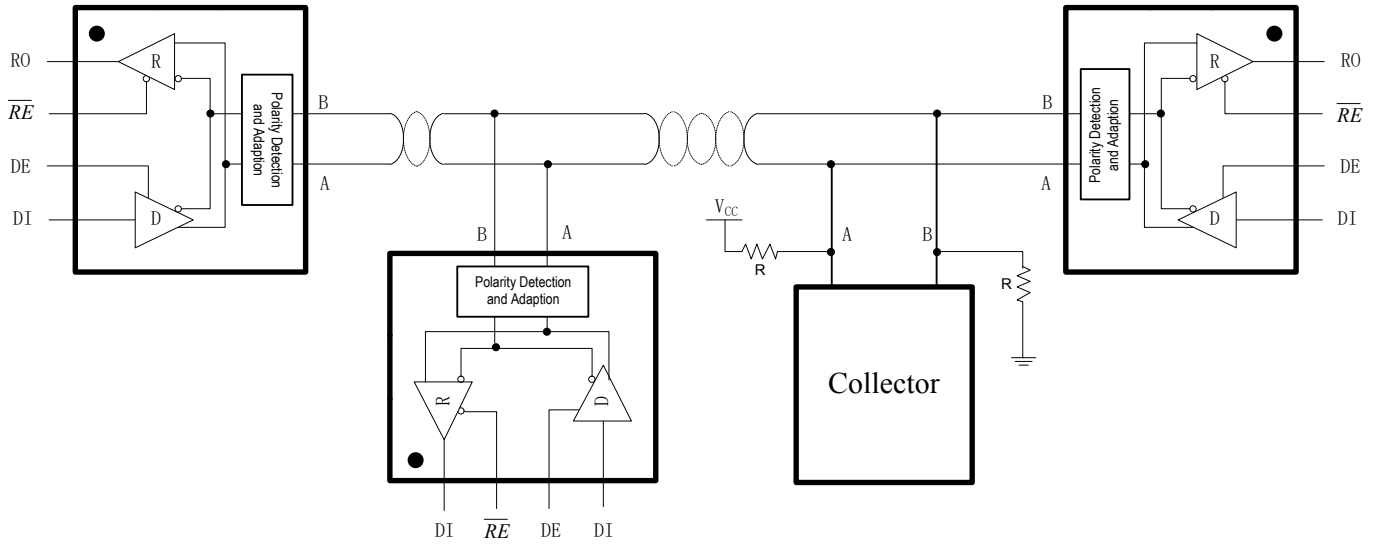 RO
R
RE
DE
DI
D
Polarity Detection
and Adaption
B
A
B
A
Polarity Detection
and Adaption
R
D
DI
RE
DE
DI
VCC
R
A
B
R
Collector
B
A
Polarity Detection
and Adaption
R
D
RO
RE
DE
DI